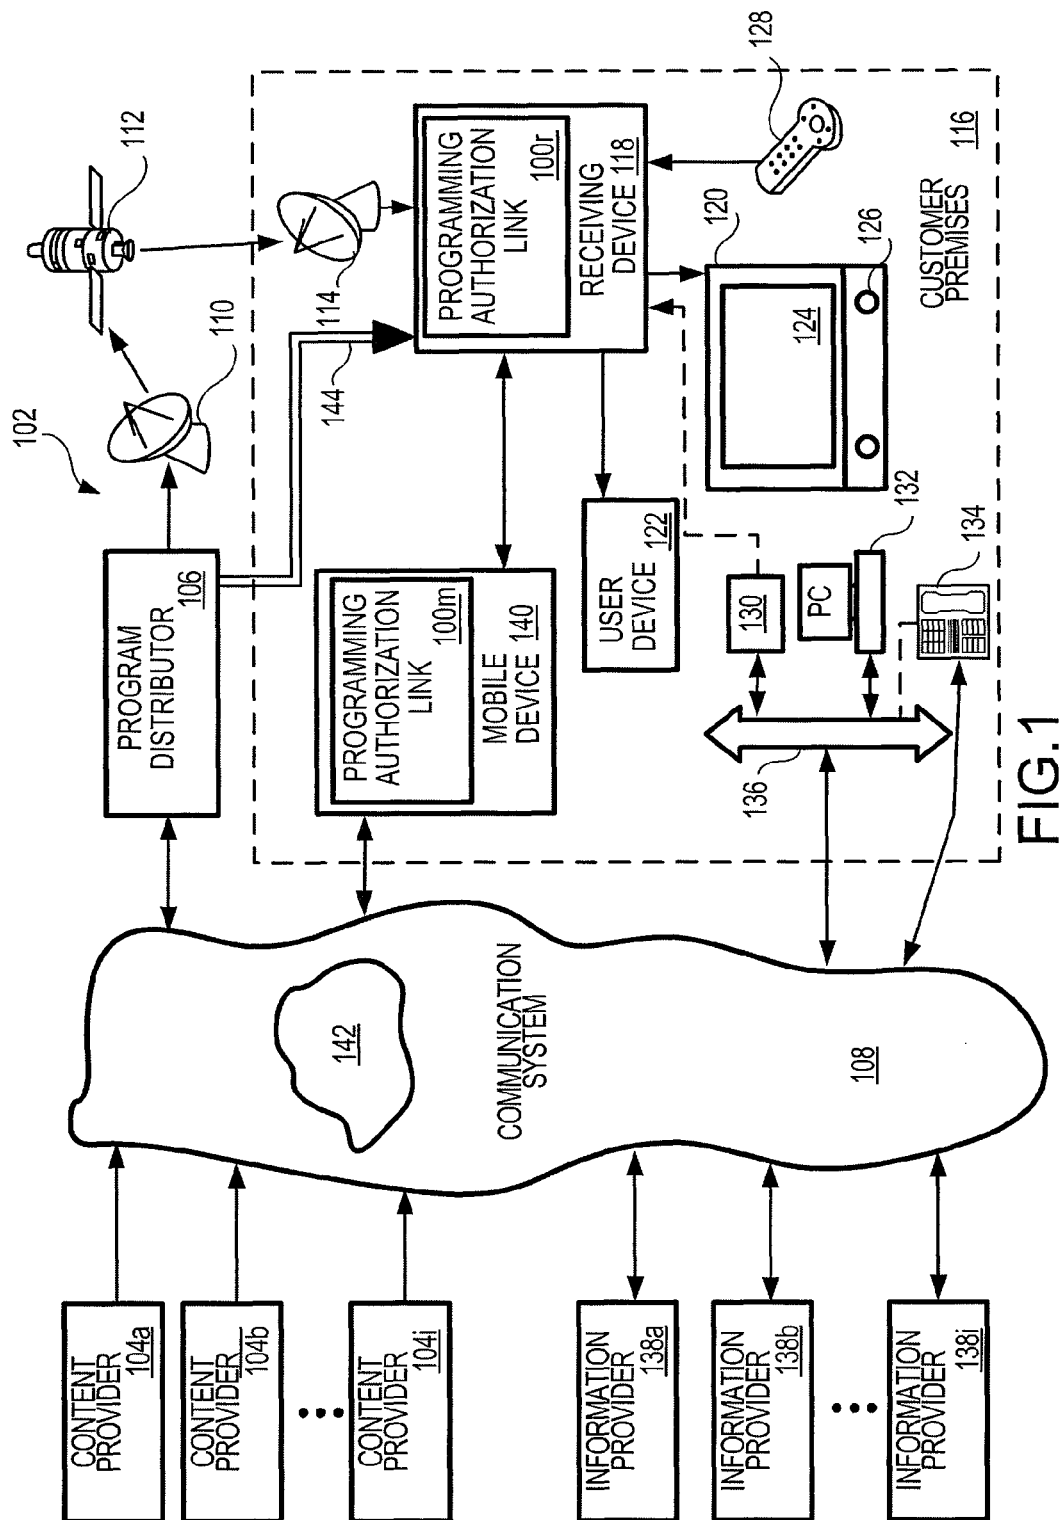 CONTENT
PROVIDER
104a
CONTENT
PROVIDER
104b
CONTENT
PROVIDER
104i
INFORMATION
PROVIDER
138a
INFORMATION
PROVIDER
138b
INFORMATION
PROVIDER
138i
142
COMMUNICATION
SYSTEM
108
102
PROGRAM
DISTRIBUTOR
106
110
112
144
114
PROGRAMMING
AUTHORIZATION
LINK
100m
MOBILE
DEVICE
140
PROGRAMMING
AUTHORIZATION
LINK
100r
RECEIVING
DEVICE
118
USER
DEVICE
122
128
120
124
126
130
PC
132
134
136
CUSTOMER
PREMISES
116
FIG.1